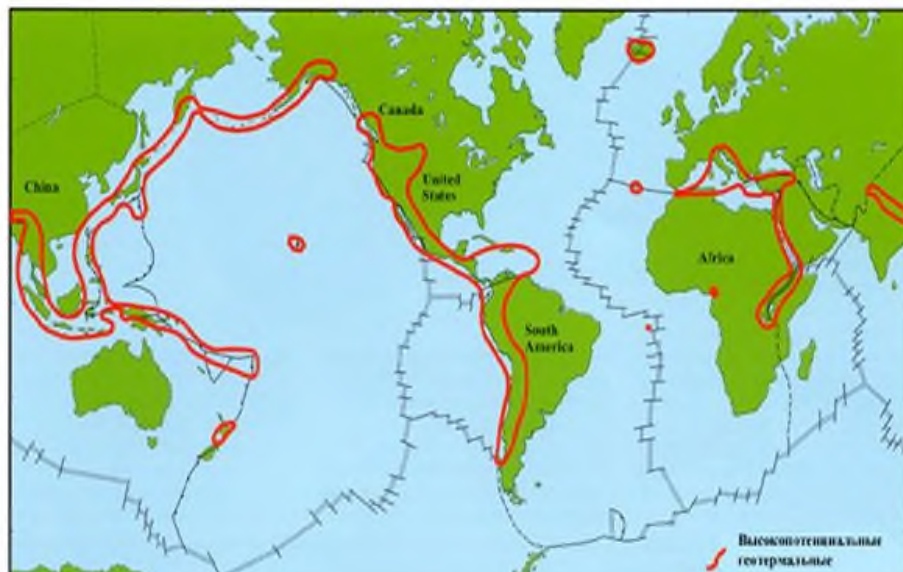 Canada
China
United
States
Africa
South
America
Высокопотенциальные
геотермальные